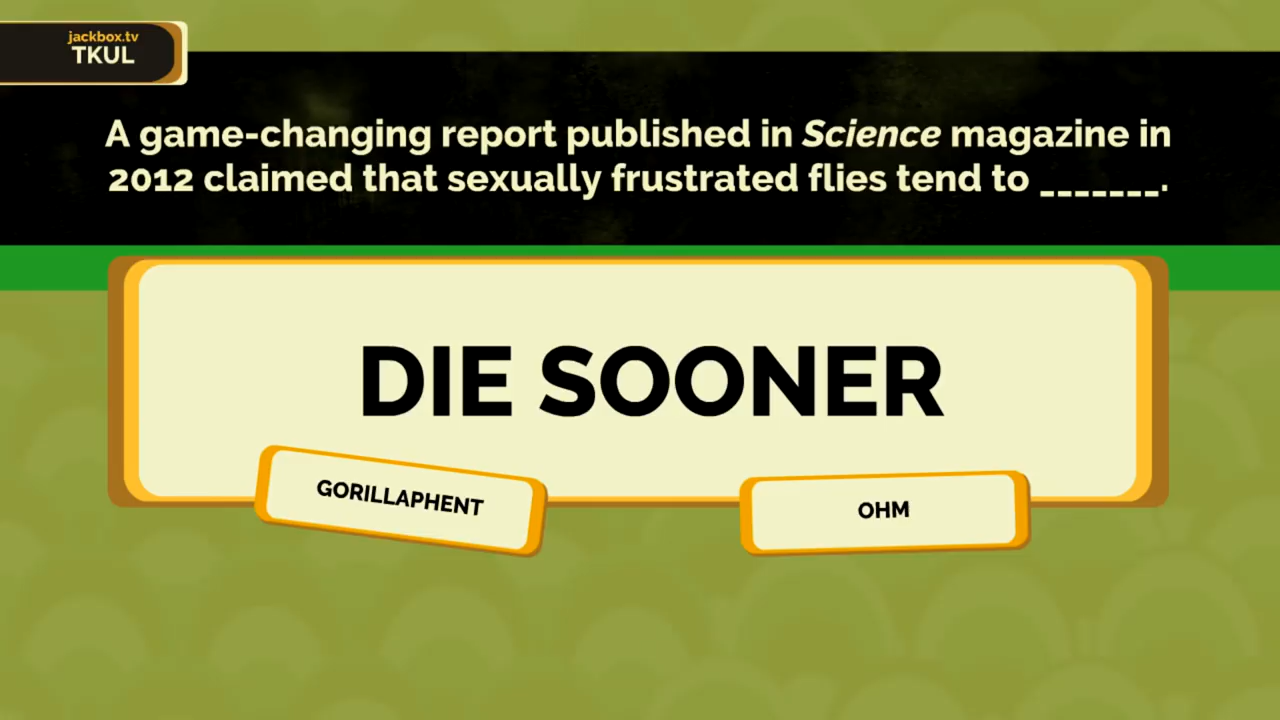 jackbox.tv
TKUL
A game-changing report published in Science magazine in
2012 claimed that sexually frustrated flies tend to _______.
DIE SOONER
GORILLAPHENT
OHM